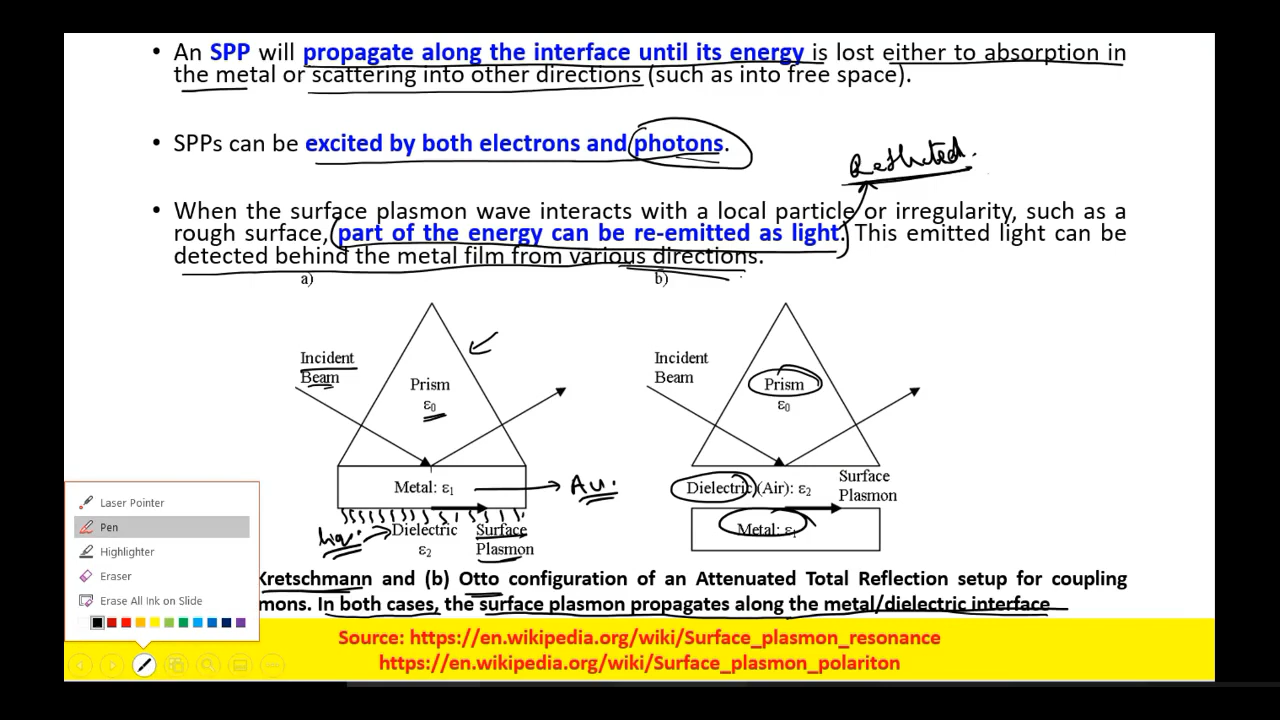 • An SPP will propagate along the interface until its energy is lost either to absorption in
the metal or scattering into other directions (such as into free space).
• SPPs can be excited by both electrons and photons.
Reflected.
• When the surface plasmon wave interacts with a local particle or irregularity, such as a
rough surface, part of the energy can be re-emitted as light. This emitted light can be
detected behind the metal film from various directions.
a)
b)
Incident
Beam
Prism
ε0
Metal: ε1
Au.
Dielectric
ε2
Surface
Plasmon
Incident
Beam
Prism
ε0
Dielectric (Air): ε2
Surface
Plasmon
Metal: ε1
Laser Pointer
Pen
Highlighter
Eraser
Erase All Ink on Slide
Kretschmann and (b) Otto configuration of an Attenuated Total Reflection setup for coupling
mons. In both cases, the surface plasmon propagates along the metal/dielectric interface
Source: https://en.wikipedia.org/wiki/Surface_plasmon_resonance
https://en.wikipedia.org/wiki/Surface_plasmon_polariton